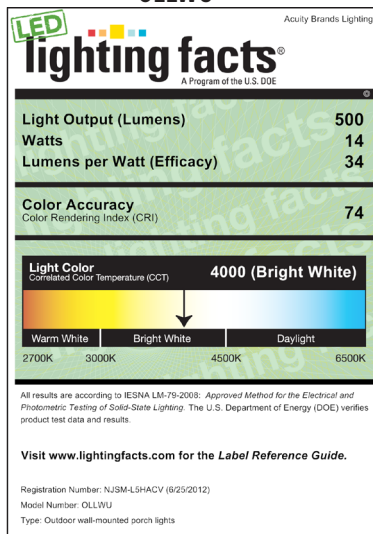 OLLWU
Acuity Brands Lighting
LED
lighting facts®
A Program of the U.S. DOE
Light Output (Lumens) 500
Watts 14
Lumens per Watt (Efficacy) 34
Color Accuracy
Color Rendering Index (CRI) 74
Light Color
Correlated Color Temperature (CCT) 4000 (Bright White)
Warm White Bright White Daylight
2700K 3000K 4500K 6500K
All results are according to IESNA LM-79-2008: Approved Method for the Electrical and
Photometric Testing of Solid-State Lighting. The U.S. Department of Energy (DOE) verifies
product test data and results.
Visit www.lightingfacts.com for the Label Reference Guide.
Registration Number: NJSM-L5HACV (6/25/2012)
Model Number: OLLWU
Type: Outdoor wall-mounted porch lights